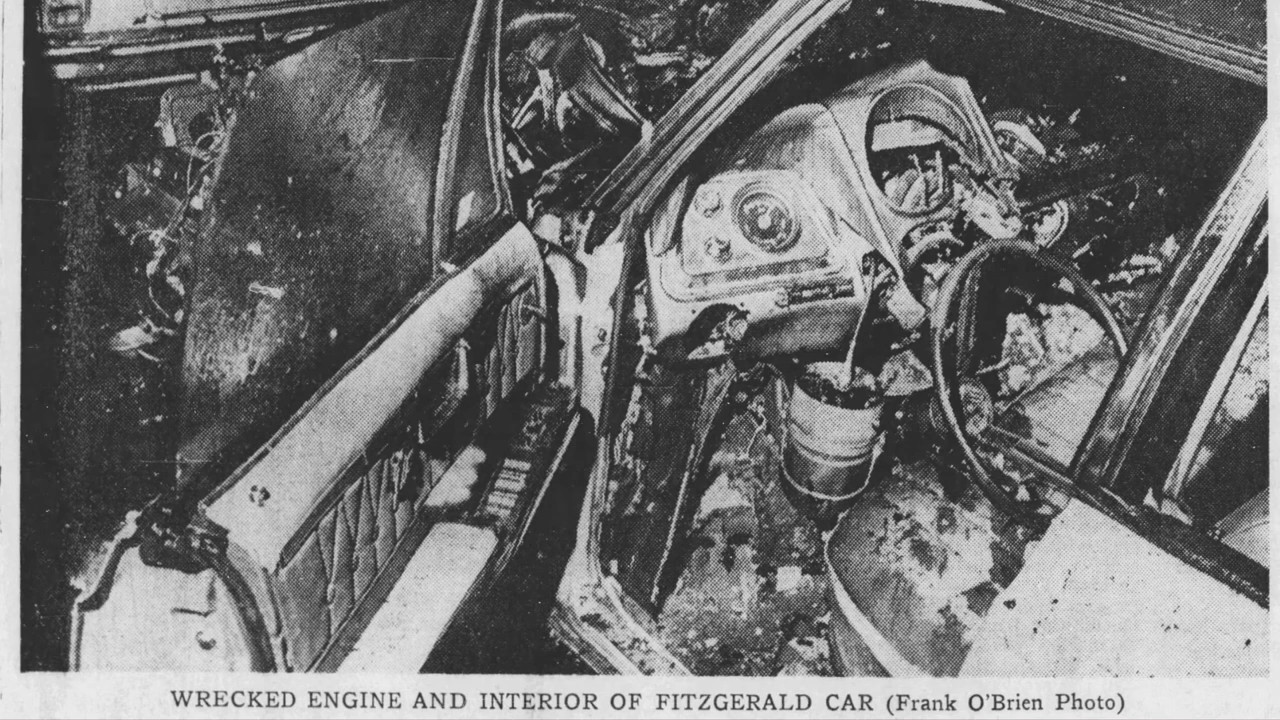 WRECKED ENGINE AND INTERIOR OF FITZGERALD CAR (Frank O'Brien Photo)